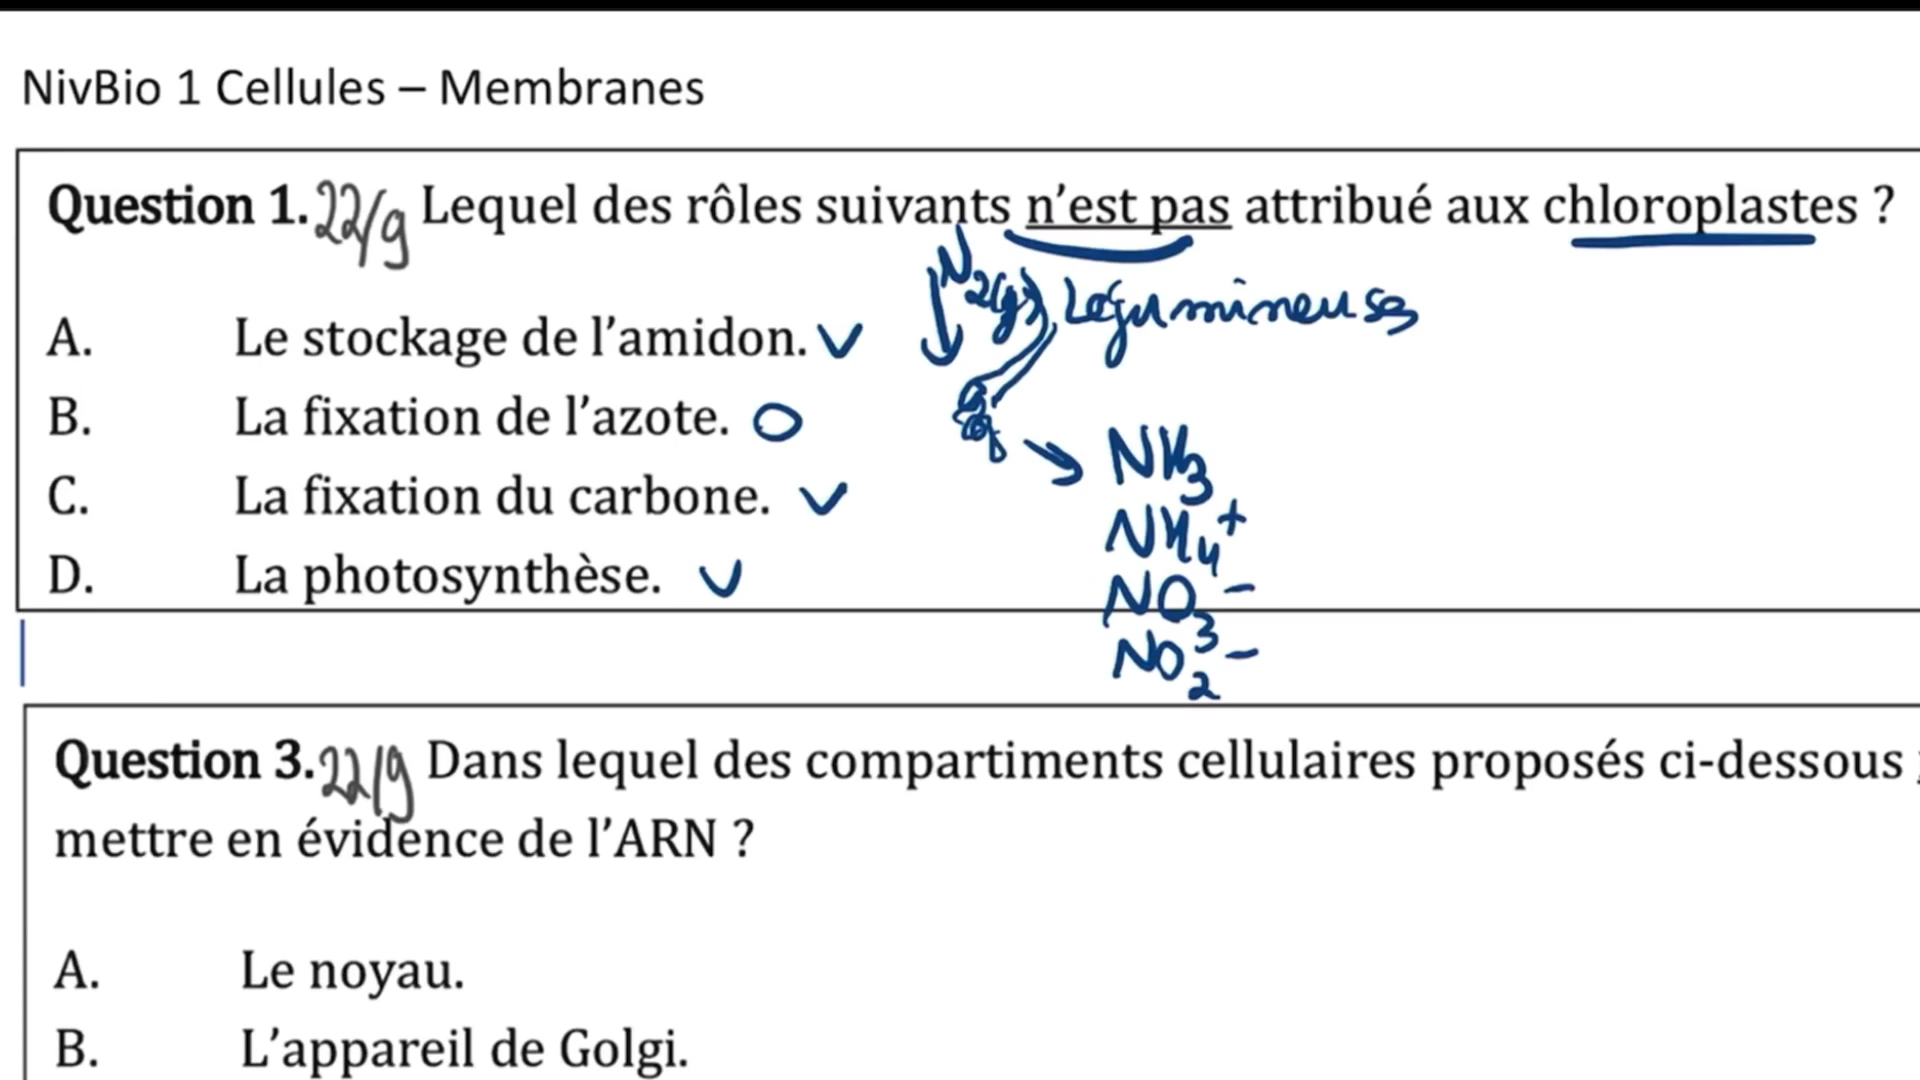 NivBio 1 Cellules – Membranes
Question 1. 22/9 Lequel des rôles suivants n'est pas attribué aux chloroplastes ?
N2(g) Légumineuses
A. Le stockage de l'amidon. V
B. La fixation de l'azote. O
NH3
C. La fixation du carbone. V
NH4+
D. La photosynthèse. V
NO3-
NO2-
Question 3. 22/9 Dans lequel des compartiments cellulaires proposés ci-dessous
mettre en évidence de l'ARN ?
A. Le noyau.
B. L'appareil de Golgi.